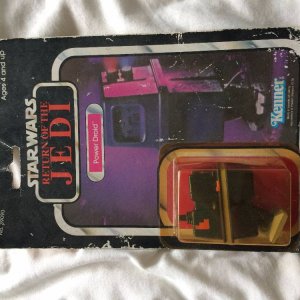 Ages 4 and up
STAR WARS
RETURN OF THE
JEDI
Power Droid
Kenner